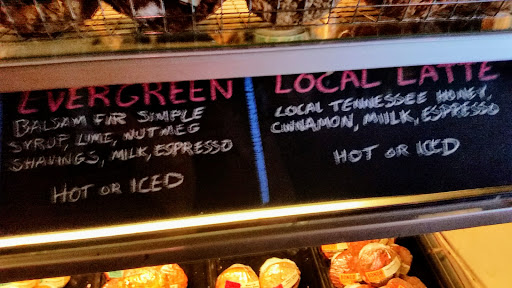 EVERGREEN
BALSAM FIR SIMPLE
SYRUP, LIME, NUTMEG
SHAVINGS, MILK, ESPRESSO
HOT OR ICED
LOCAL LATTE
LOCAL TENNESSEE HONEY,
CINNAMON, MILK, ESPRESSO
HOT OR ICED